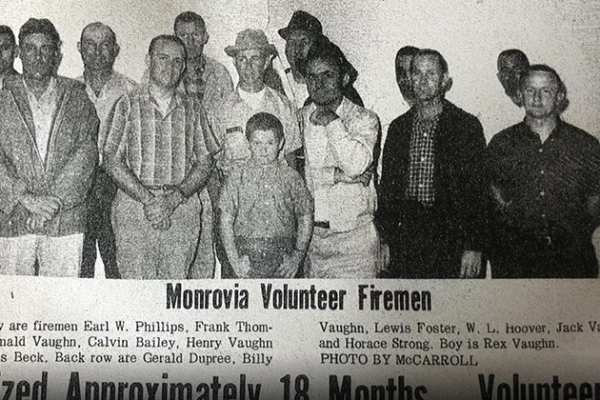 Monrovia Volunteer Firemen
y are firemen Earl W. Phillips, Frank Thom-
nald Vaughn, Calvin Bailey, Henry Vaughn
s Beck. Back row are Gerald Dupree, Billy
Vaughn, Lewis Foster, W. L. Hoover, Jack Va
and Horace Strong. Boy is Rex Vaughn.
PHOTO BY McCARROLL
ized Approximately 18 Months Volunteer